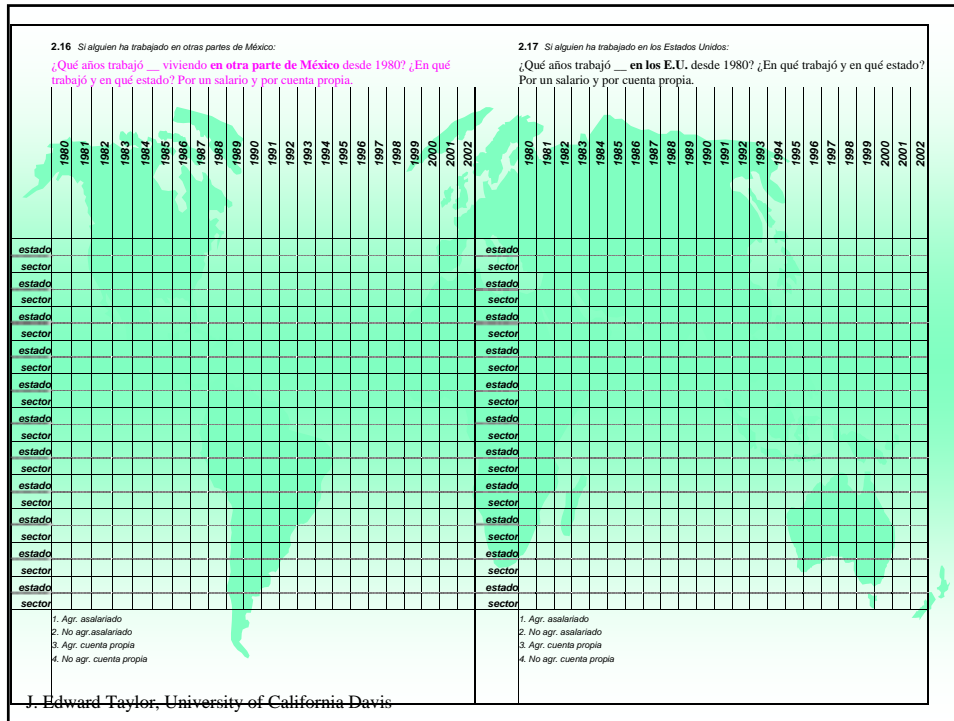 2.16 Si alguien ha trabajado en otras partes de México:
¿Qué años trabajó __ viviendo en otra parte de México desde 1980? ¿En qué
trabajó y en qué estado? Por un salario y por cuenta propia.
1980 1981 1982 1983 1984 1985 1986 1987 1988 1989 1990 1991 1992 1993 1994 1995 1996 1997 1998 1999 2000 2001 2002
estado
sector
estado
sector
estado
sector
estado
sector
estado
sector
estado
sector
estado
sector
estado
sector
estado
sector
estado
sector
estado
sector
1. Agr. asalariado
2. No agr.asalariado
3. Agr. cuenta propia
4. No agr. cuenta propia
2.17 Si alguien ha trabajado en los Estados Unidos:
¿Qué años trabajó __ en los E.U. desde 1980? ¿En qué trabajó y en qué estado?
Por un salario y por cuenta propia.
1980 1981 1982 1983 1984 1985 1986 1987 1988 1989 1990 1991 1992 1993 1994 1995 1996 1997 1998 1999 2000 2001 2002
estado
sector
estado
sector
estado
sector
estado
sector
estado
sector
estado
sector
estado
sector
estado
sector
estado
sector
estado
sector
estado
sector
1. Agr. asalariado
2. No agr. asalariado
3. Agr. cuenta propia
4. No agr. cuenta propia
J. Edward Taylor, University of California Davis